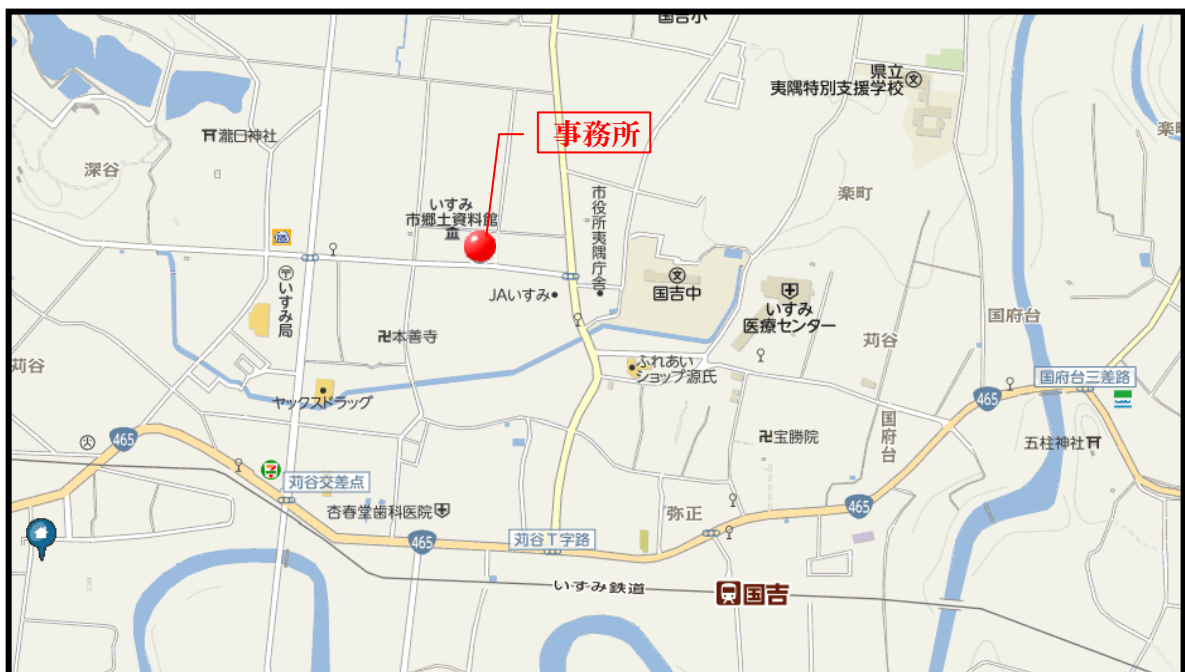 国吉小
県立
夷隅特別支援学校
瀧口神社
深谷
事務所
楽町
楽町
いすみ
市郷土資料館
市役所夷隅庁舎
〒いすみ局
JAいすみ
国吉中
いすみ
医療センター
国府台
卍本善寺
苅谷
ふれあい
ショップ源氏
苅谷
国府台三差路
ヤックスドラッグ
465
465
国府台
卍宝勝院
五柱神社
苅谷交差点
杏春堂歯科医院
465
苅谷T字路
弥正
465
いすみ鉄道
国吉